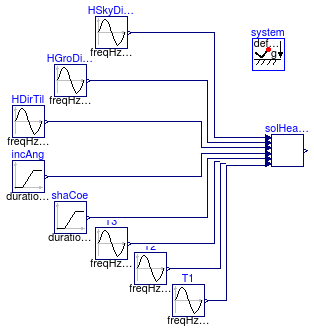 HSkyDi...
freqHz...
system
def...
g
HGroDi...
freqHz...
HDirTil
freqHz...
solHea...
incAng
duratio...
shaCoe
duratio...
T3
freqHz...
T2
freqHz...
T1
freqHz...